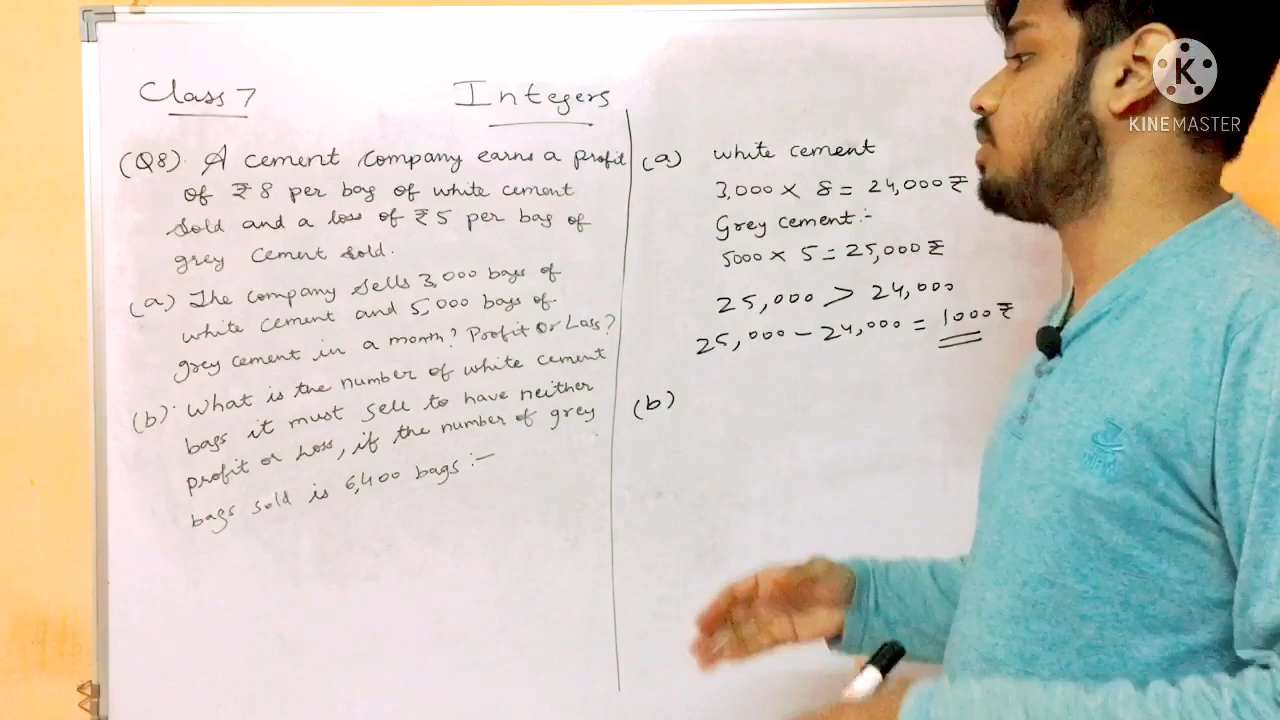 Class 7
Integers
(Q8). A cement company earns a profit
of ₹ 8 per bag of white cement
sold and a loss of ₹ 5 per bag of
grey cement sold.
(a) The company sells 3,000 bags of
white cement and 5,000 bags of
grey cement in a month? Profit or Loss?
(b). What is the number of white cement
bags it must sell to have neither
profit or loss, if the number of grey
bags sold is 6,400 bags :-
(a) white cement
3,000 × 8 = 24,000 ₹
Grey cement :-
5000 × 5 = 25,000 ₹
25,000 > 24,000
25,000 - 24,000 = 1000 ₹
(b)
K
KINEMASTER